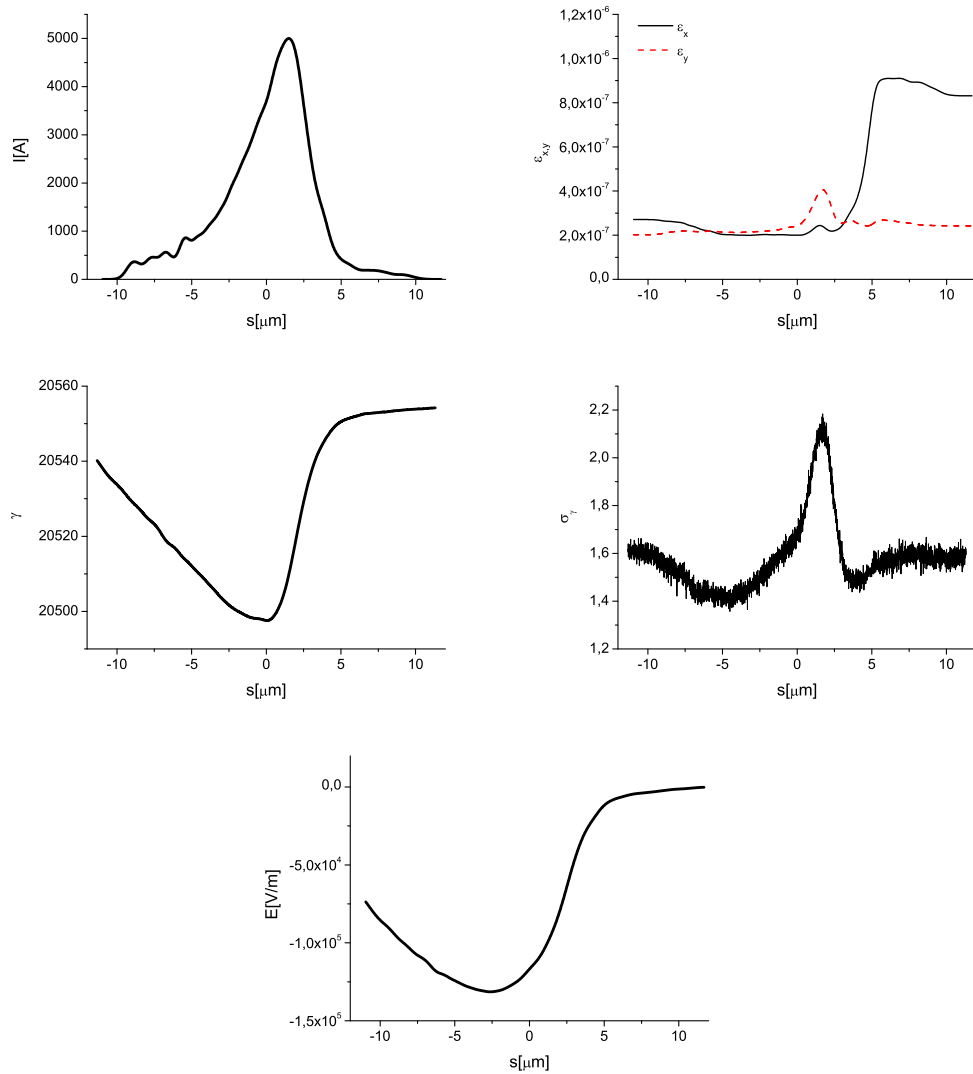 5000
4000
3000
2000
1000
0
I[A]
-10 -5 0 5 10
s[μm]
1,2x10⁻⁶
1,0x10⁻⁶
8,0x10⁻⁷
6,0x10⁻⁷
4,0x10⁻⁷
2,0x10⁻⁷
0,0
εx,y
εx
εy
-10 -5 0 5 10
s[μm]
20560
20540
20520
20500
γ
-10 -5 0 5 10
s[μm]
2,2
2,0
1,8
1,6
1,4
1,2
σγ
-10 -5 0 5 10
s[μm]
0,0
-5,0x10⁴
-1,0x10⁵
-1,5x10⁵
E[V/m]
-10 -5 0 5 10
s[μm]